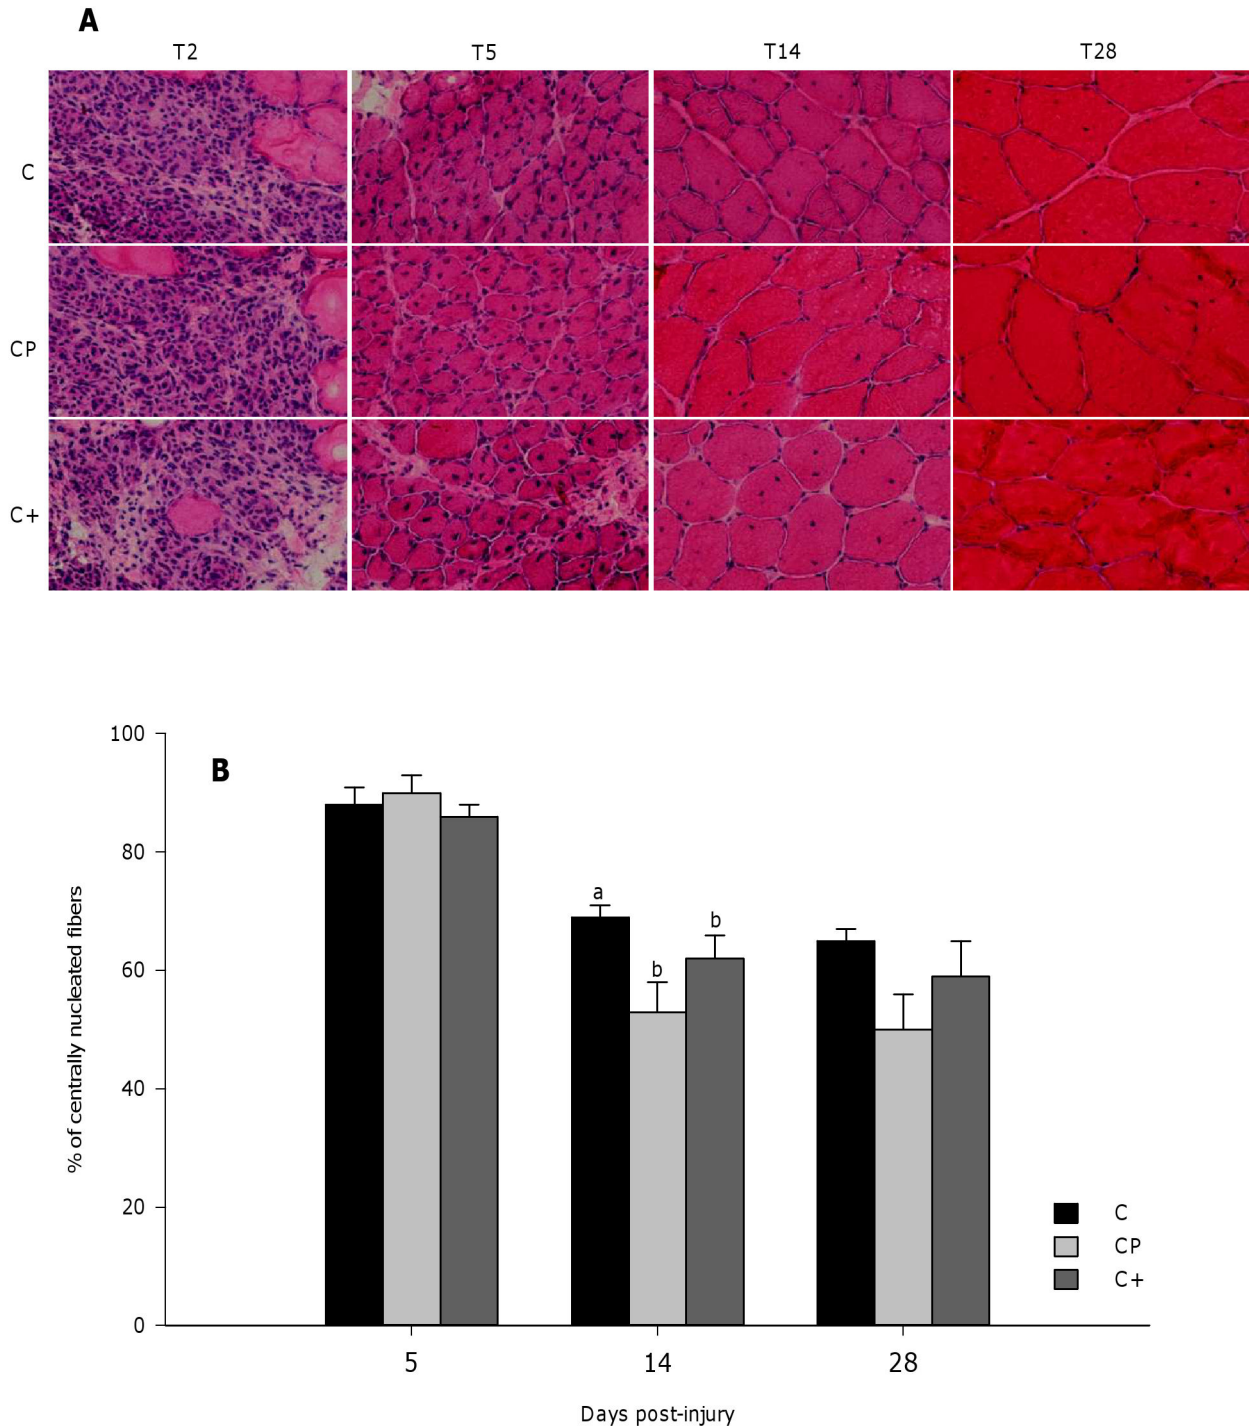 A
T2 T5 T14 T28
C
CP
C+
100
B
80
a
b
b
60
% of centrally nucleated fibers
40
20
C
CP
C+
0
5 14 28
Days post-injury